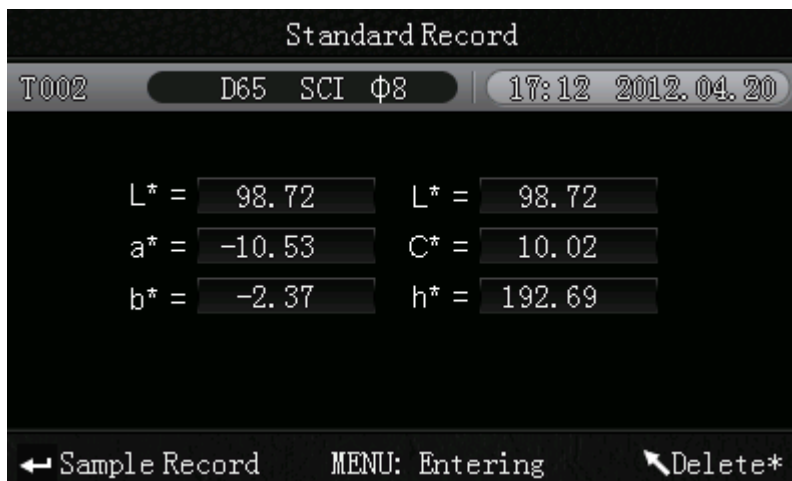 Standard Record
T002 D65 SCI Φ8 17:12 2012.04.20
L* = 98.72 L* = 98.72
a* = -10.53 C* = 10.02
b* = -2.37 h* = 192.69
Sample Record MENU: Entering Delete*